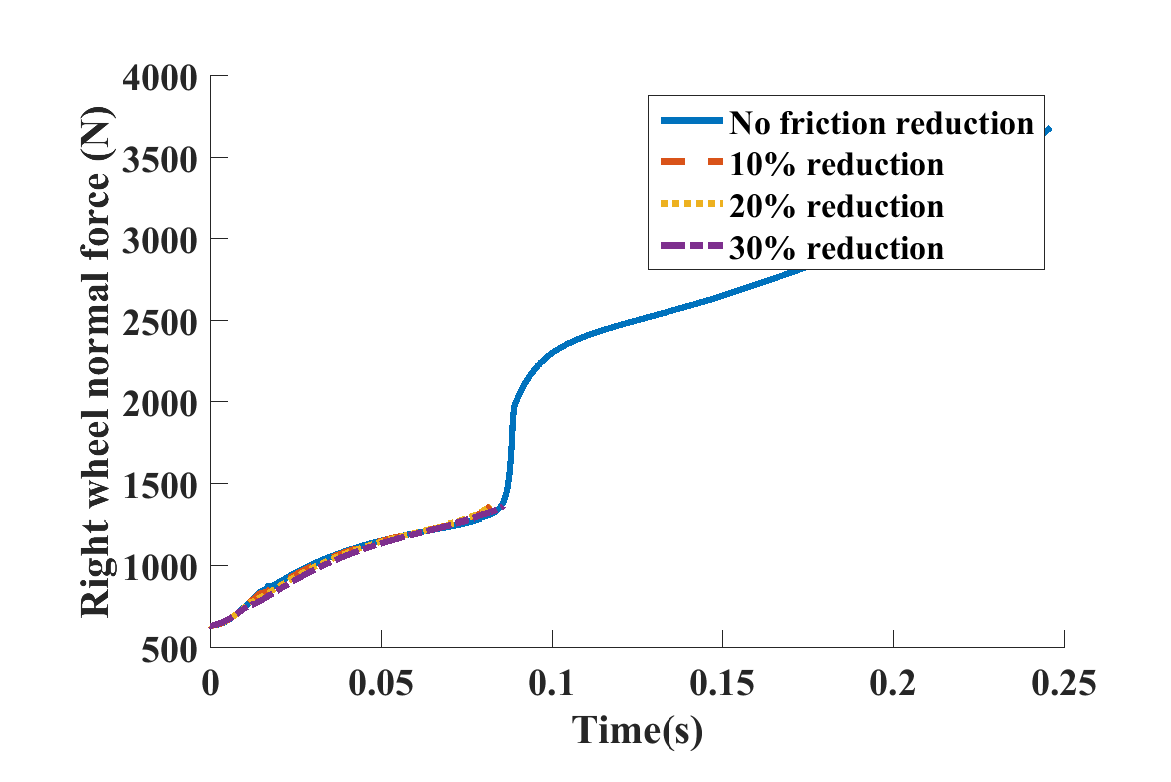 4000
3500
3000
2500
2000
1500
1000
500
Right wheel normal force (N)
No friction reduction
10% reduction
20% reduction
30% reduction
0 0.05 0.1 0.15 0.2 0.25
Time(s)